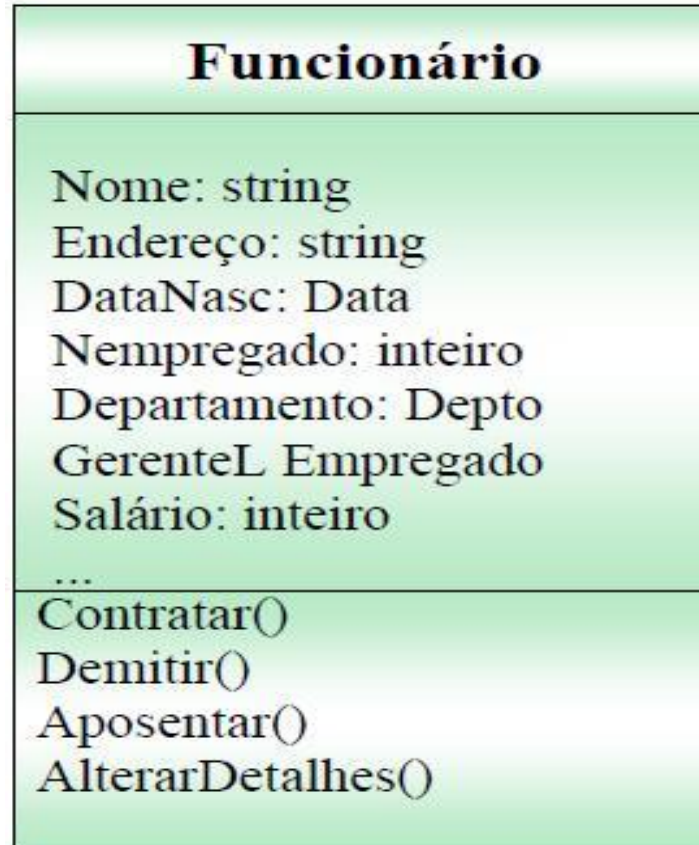 Funcionário
Nome: string
Endereço: string
DataNasc: Data
Nempregado: inteiro
Departamento: Depto
GerenteL Empregado
Salário: inteiro
...
Contratar()
Demitir()
Aposentar()
AlterarDetalhes()